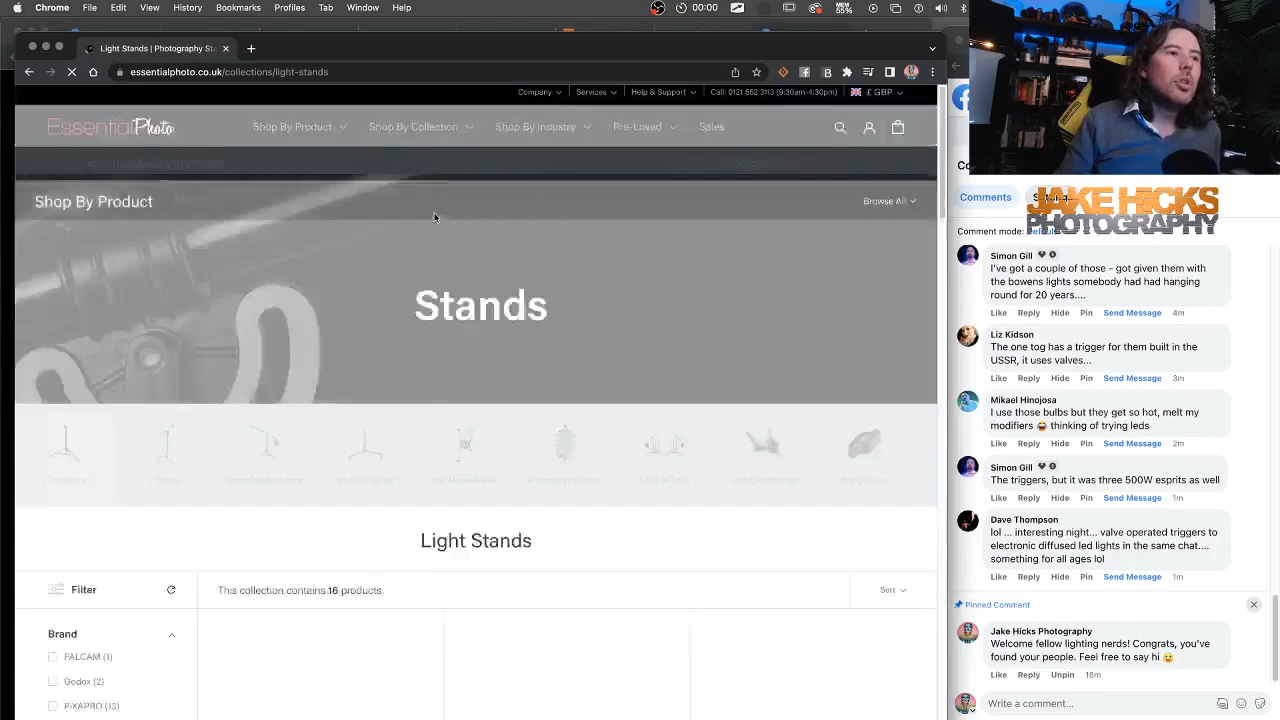 Chrome File Edit View History Bookmarks Profiles Tab Window Help
00:00
NEW
55%
Light Stands | Photography Sta
essentialphoto.co.uk/collections/light-stands
Company
Services
Help & Support
Call: 0121 552 3113 (9:30am-4:30pm)
£ GBP
EssentialPhoto
Shop By Product
Shop By Collection
Shop By Industry
Pre-Loved
Sales
Shop By Product
Browse All
Stands
Light Stands
Filter
This collection contains 16 products
Sort
Brand
FALCAM (1)
Godox (2)
PiXAPRO (13)
JAKE HICKS
PHOTOGRAPHY
Comments
Comment mode: Default
Simon Gill
I've got a couple of those - got given them with
the bowens lights somebody had had hanging
round for 20 years....
Like Reply Hide Pin Send Message 4m
Liz Kidson
The one tog has a trigger for them built in the
USSR, it uses valves...
Like Reply Hide Pin Send Message 3m
Mikael Hinojosa
I use those bulbs but they get so hot, melt my
modifiers 😂 thinking of trying leds
Like Reply Hide Pin Send Message 2m
Simon Gill
The triggers, but it was three 500W esprits as well
Like Reply Hide Pin Send Message 1m
Dave Thompson
lol ... interesting night... valve operated triggers to
electronic diffused led lights in the same chat....
something for all ages lol
Like Reply Hide Pin Send Message 1m
Pinned Comment
Jake Hicks Photography
Welcome fellow lighting nerds! Congrats, you've
found your people. Feel free to say hi 😉
Like Reply Unpin 18m
Write a comment...